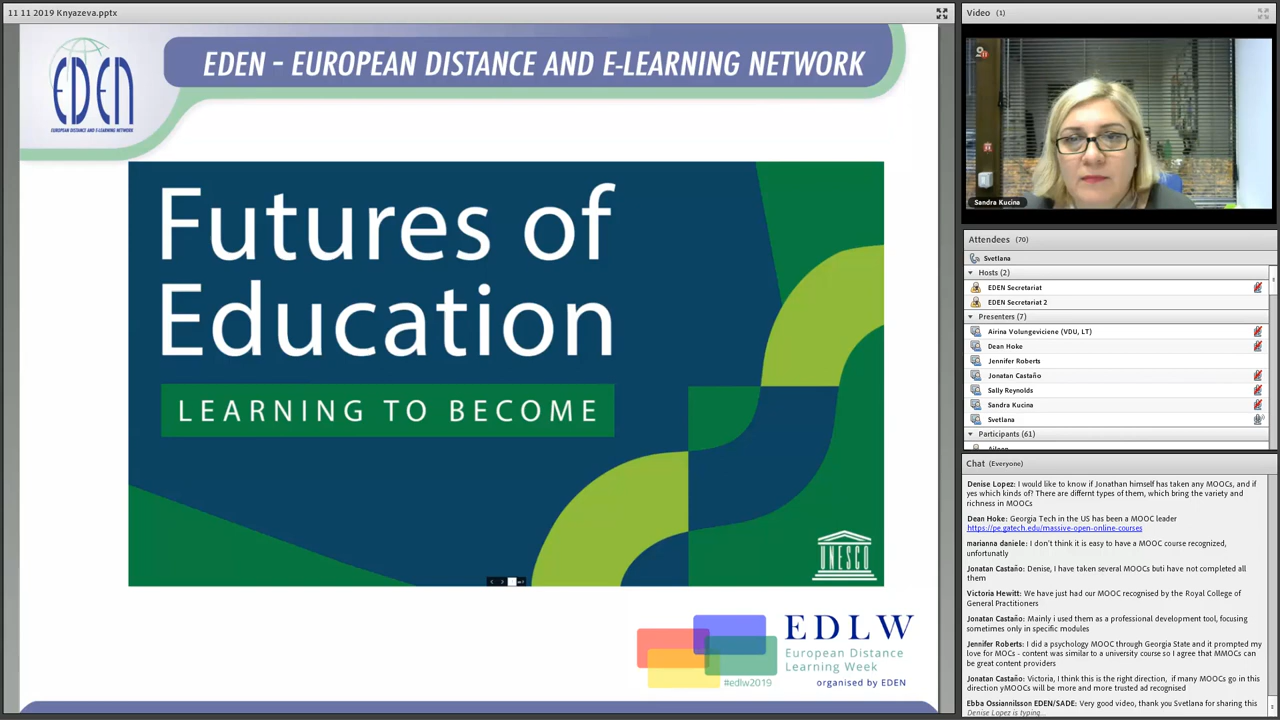 11 11 2019 Knyazeva.pptx
EDEN
EUROPEAN DISTANCE AND E-LEARNING NETWORK
EDEN – EUROPEAN DISTANCE AND E-LEARNING NETWORK
Futures of
Education
LEARNING TO BECOME
UNESCO
EDLW
European Distance
Learning Week
#edlw2019
organised by EDEN
Video (1)
Sandra Kucina
Attendees (70)
Svetlana
Hosts (2)
EDEN Secretariat
EDEN Secretariat 2
Presenters (7)
Airina Volungeviciene (VDU, LT)
Dean Hoke
Jennifer Roberts
Jonatan Castaño
Sally Reynolds
Sandra Kucina
Svetlana
Participants (61)
Aileen
Chat (Everyone)
Denise Lopez: I would like to know if Jonathan himself has taken any MOOCs, and if
yes which kinds of? There are differnt types of them, which bring the variety and
richness in MOOCs
Dean Hoke: Georgia Tech in the US has been a MOOC leader
https://pe.gatech.edu/massive-open-online-courses
marianna daniele: I don't think it is easy to have a MOOC course recognized,
unfortunatly
Jonatan Castaño: Denise, I have taken several MOOCs buti have not completed all
them
Victoria Hewitt: We have just had our MOOC recognised by the Royal College of
General Practitioners
Jonatan Castaño: Mainly i used them as a professional development tool, focusing
sometimes only in specific modules
Jennifer Roberts: I did a psychology MOOC through Georgia State and it prompted my
love for MOCs - content was similar to a university course so I agree that MMOCs can
be great content providers
Jonatan Castaño: Victoria, I think this is the right direction, if many MOOCs go in this
direction yMOOCs will be more and more trusted ad recognised
Ebba Ossiannilsson EDEN/SADE: Very good video, thank you Svetlana for sharing this
Denise Lopez is typing...